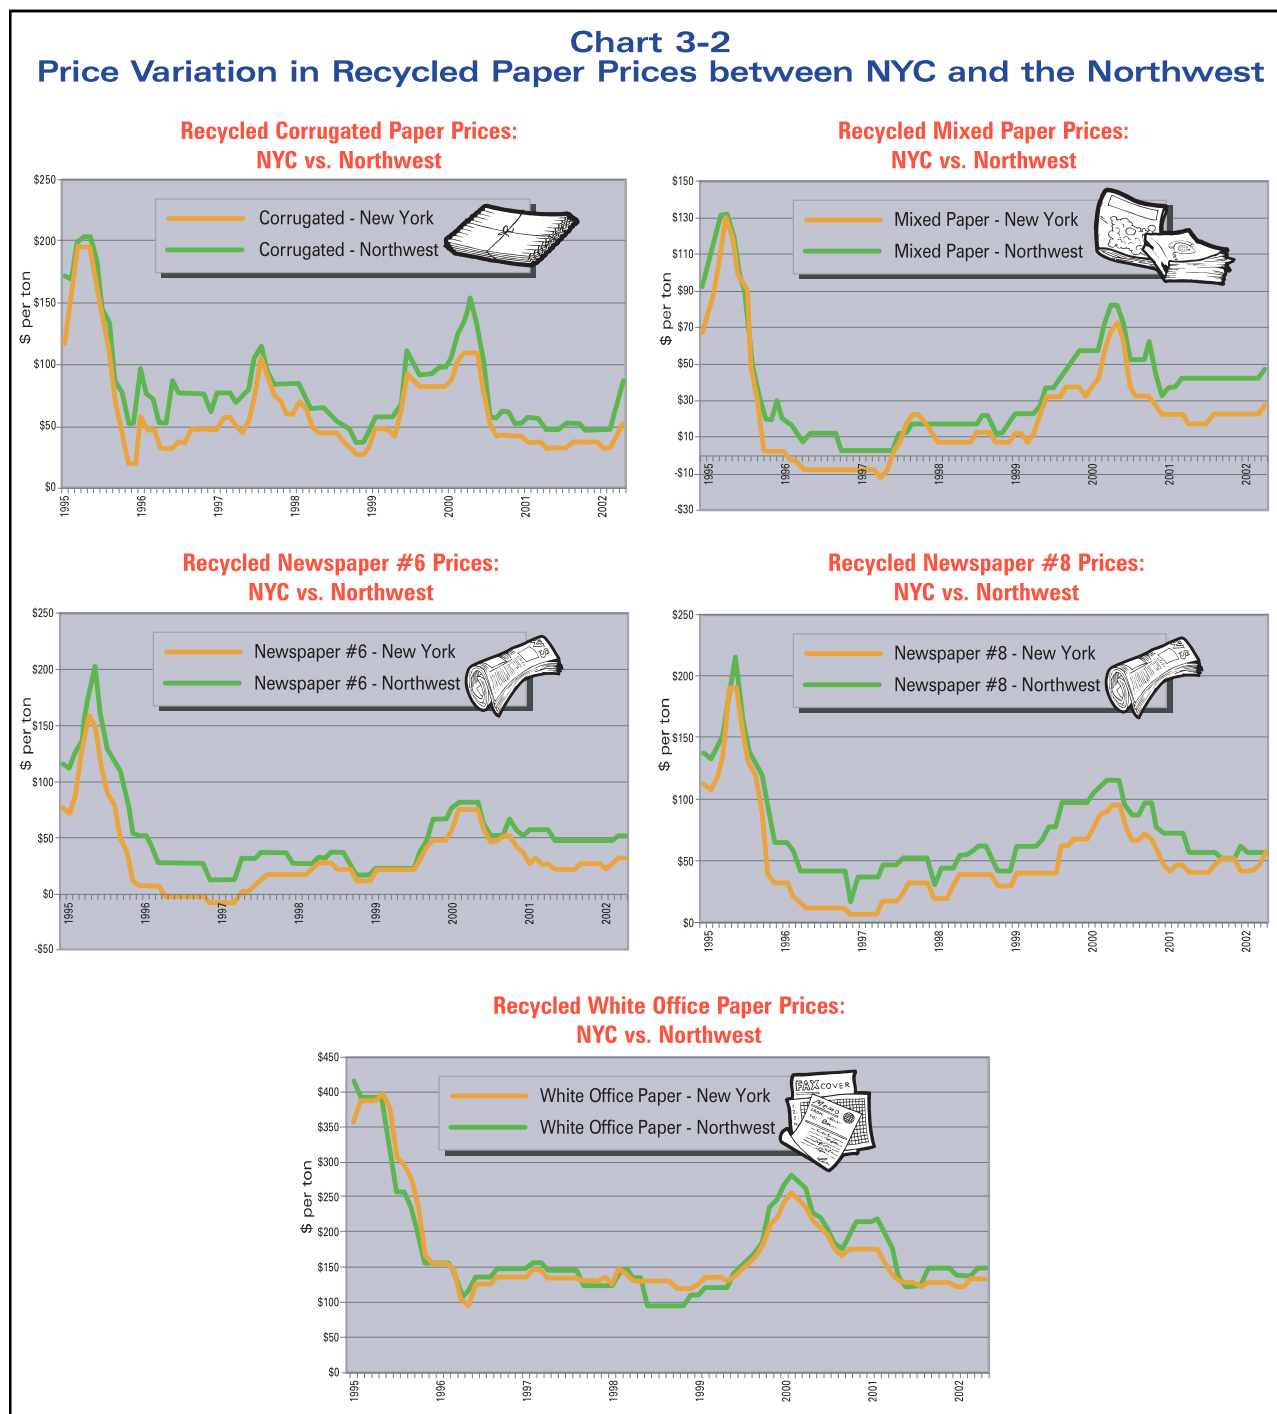 Chart 3-2
Price Variation in Recycled Paper Prices between NYC and the Northwest
Recycled Corrugated Paper Prices:
NYC vs. Northwest
$ per ton
$250
$200
$150
$100
$50
$0
Corrugated - New York
Corrugated - Northwest
1995 1996 1997 1998 1999 2000 2001 2002
Recycled Mixed Paper Prices:
NYC vs. Northwest
$ per ton
$150
$130
$110
$90
$70
$50
$30
$10
-$10
-$30
Mixed Paper - New York
Mixed Paper - Northwest
1995 1996 1997 1998 1999 2000 2001 2002
Recycled Newspaper #6 Prices:
NYC vs. Northwest
$ per ton
$250
$200
$150
$100
$50
$0
-$50
Newspaper #6 - New York
Newspaper #6 - Northwest
1995 1996 1997 1998 1999 2000 2001 2002
Recycled Newspaper #8 Prices:
NYC vs. Northwest
$ per ton
$250
$200
$150
$100
$50
$0
Newspaper #8 - New York
Newspaper #8 - Northwest
1995 1996 1997 1998 1999 2000 2001 2002
Recycled White Office Paper Prices:
NYC vs. Northwest
$ per ton
$450
$400
$350
$300
$250
$200
$150
$100
$50
$0
White Office Paper - New York
White Office Paper - Northwest
FAX COVER
MEMO
1995 1996 1997 1998 1999 2000 2001 2002